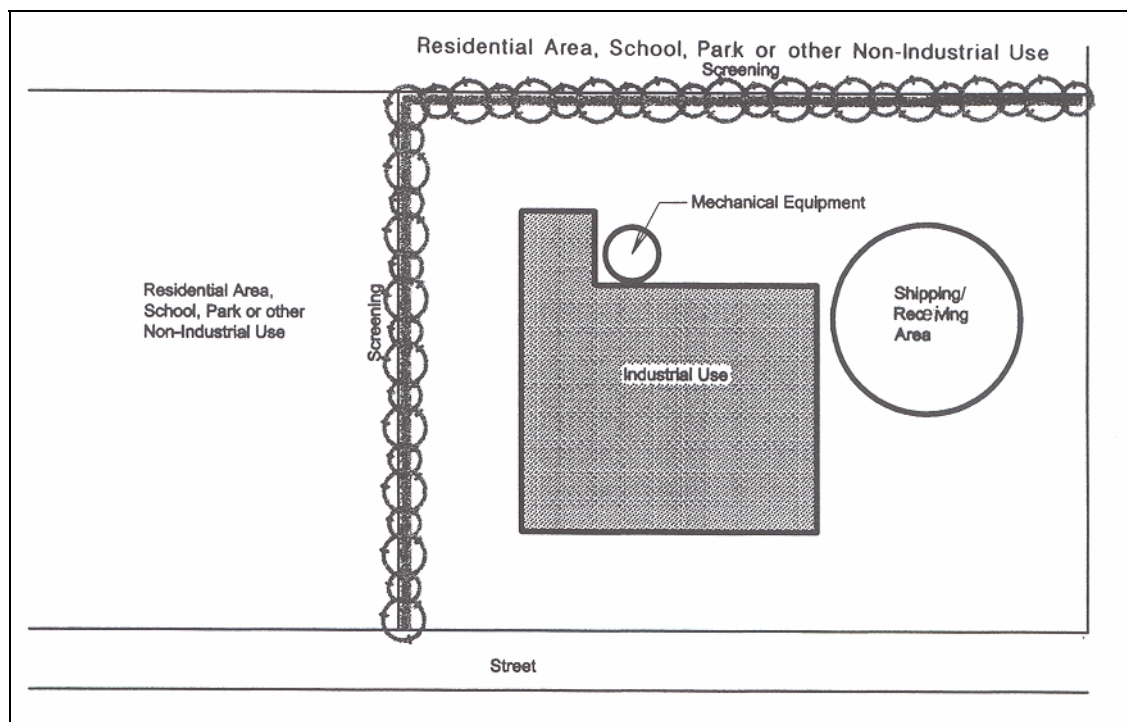 Residential Area, School, Park or other Non-Industrial Use
Screening
Mechanical Equipment
Residential Area,
School, Park or other
Non-Industrial Use
Screening
Shipping/
Receiving
Area
Industrial Use
Street